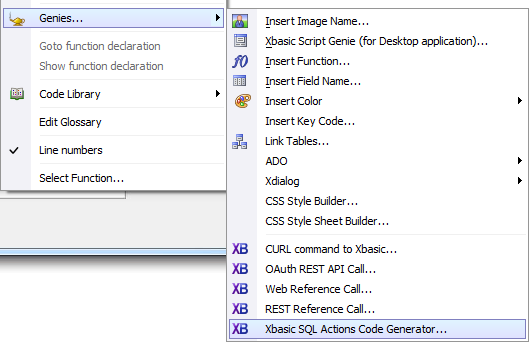 Genies...
Goto function declaration
Show function declaration
Code Library
Edit Glossary
Line numbers
Select Function...
Insert Image Name...
Xbasic Script Genie (for Desktop application)...
f0 Insert Function...
Insert Field Name...
Insert Color
Insert Key Code...
Link Tables...
ADO
Xdialog
CSS Style Builder...
CSS Style Sheet Builder...
XB CURL command to Xbasic...
XB OAuth REST API Call...
XB Web Reference Call...
XB REST Reference Call...
XB Xbasic SQL Actions Code Generator...